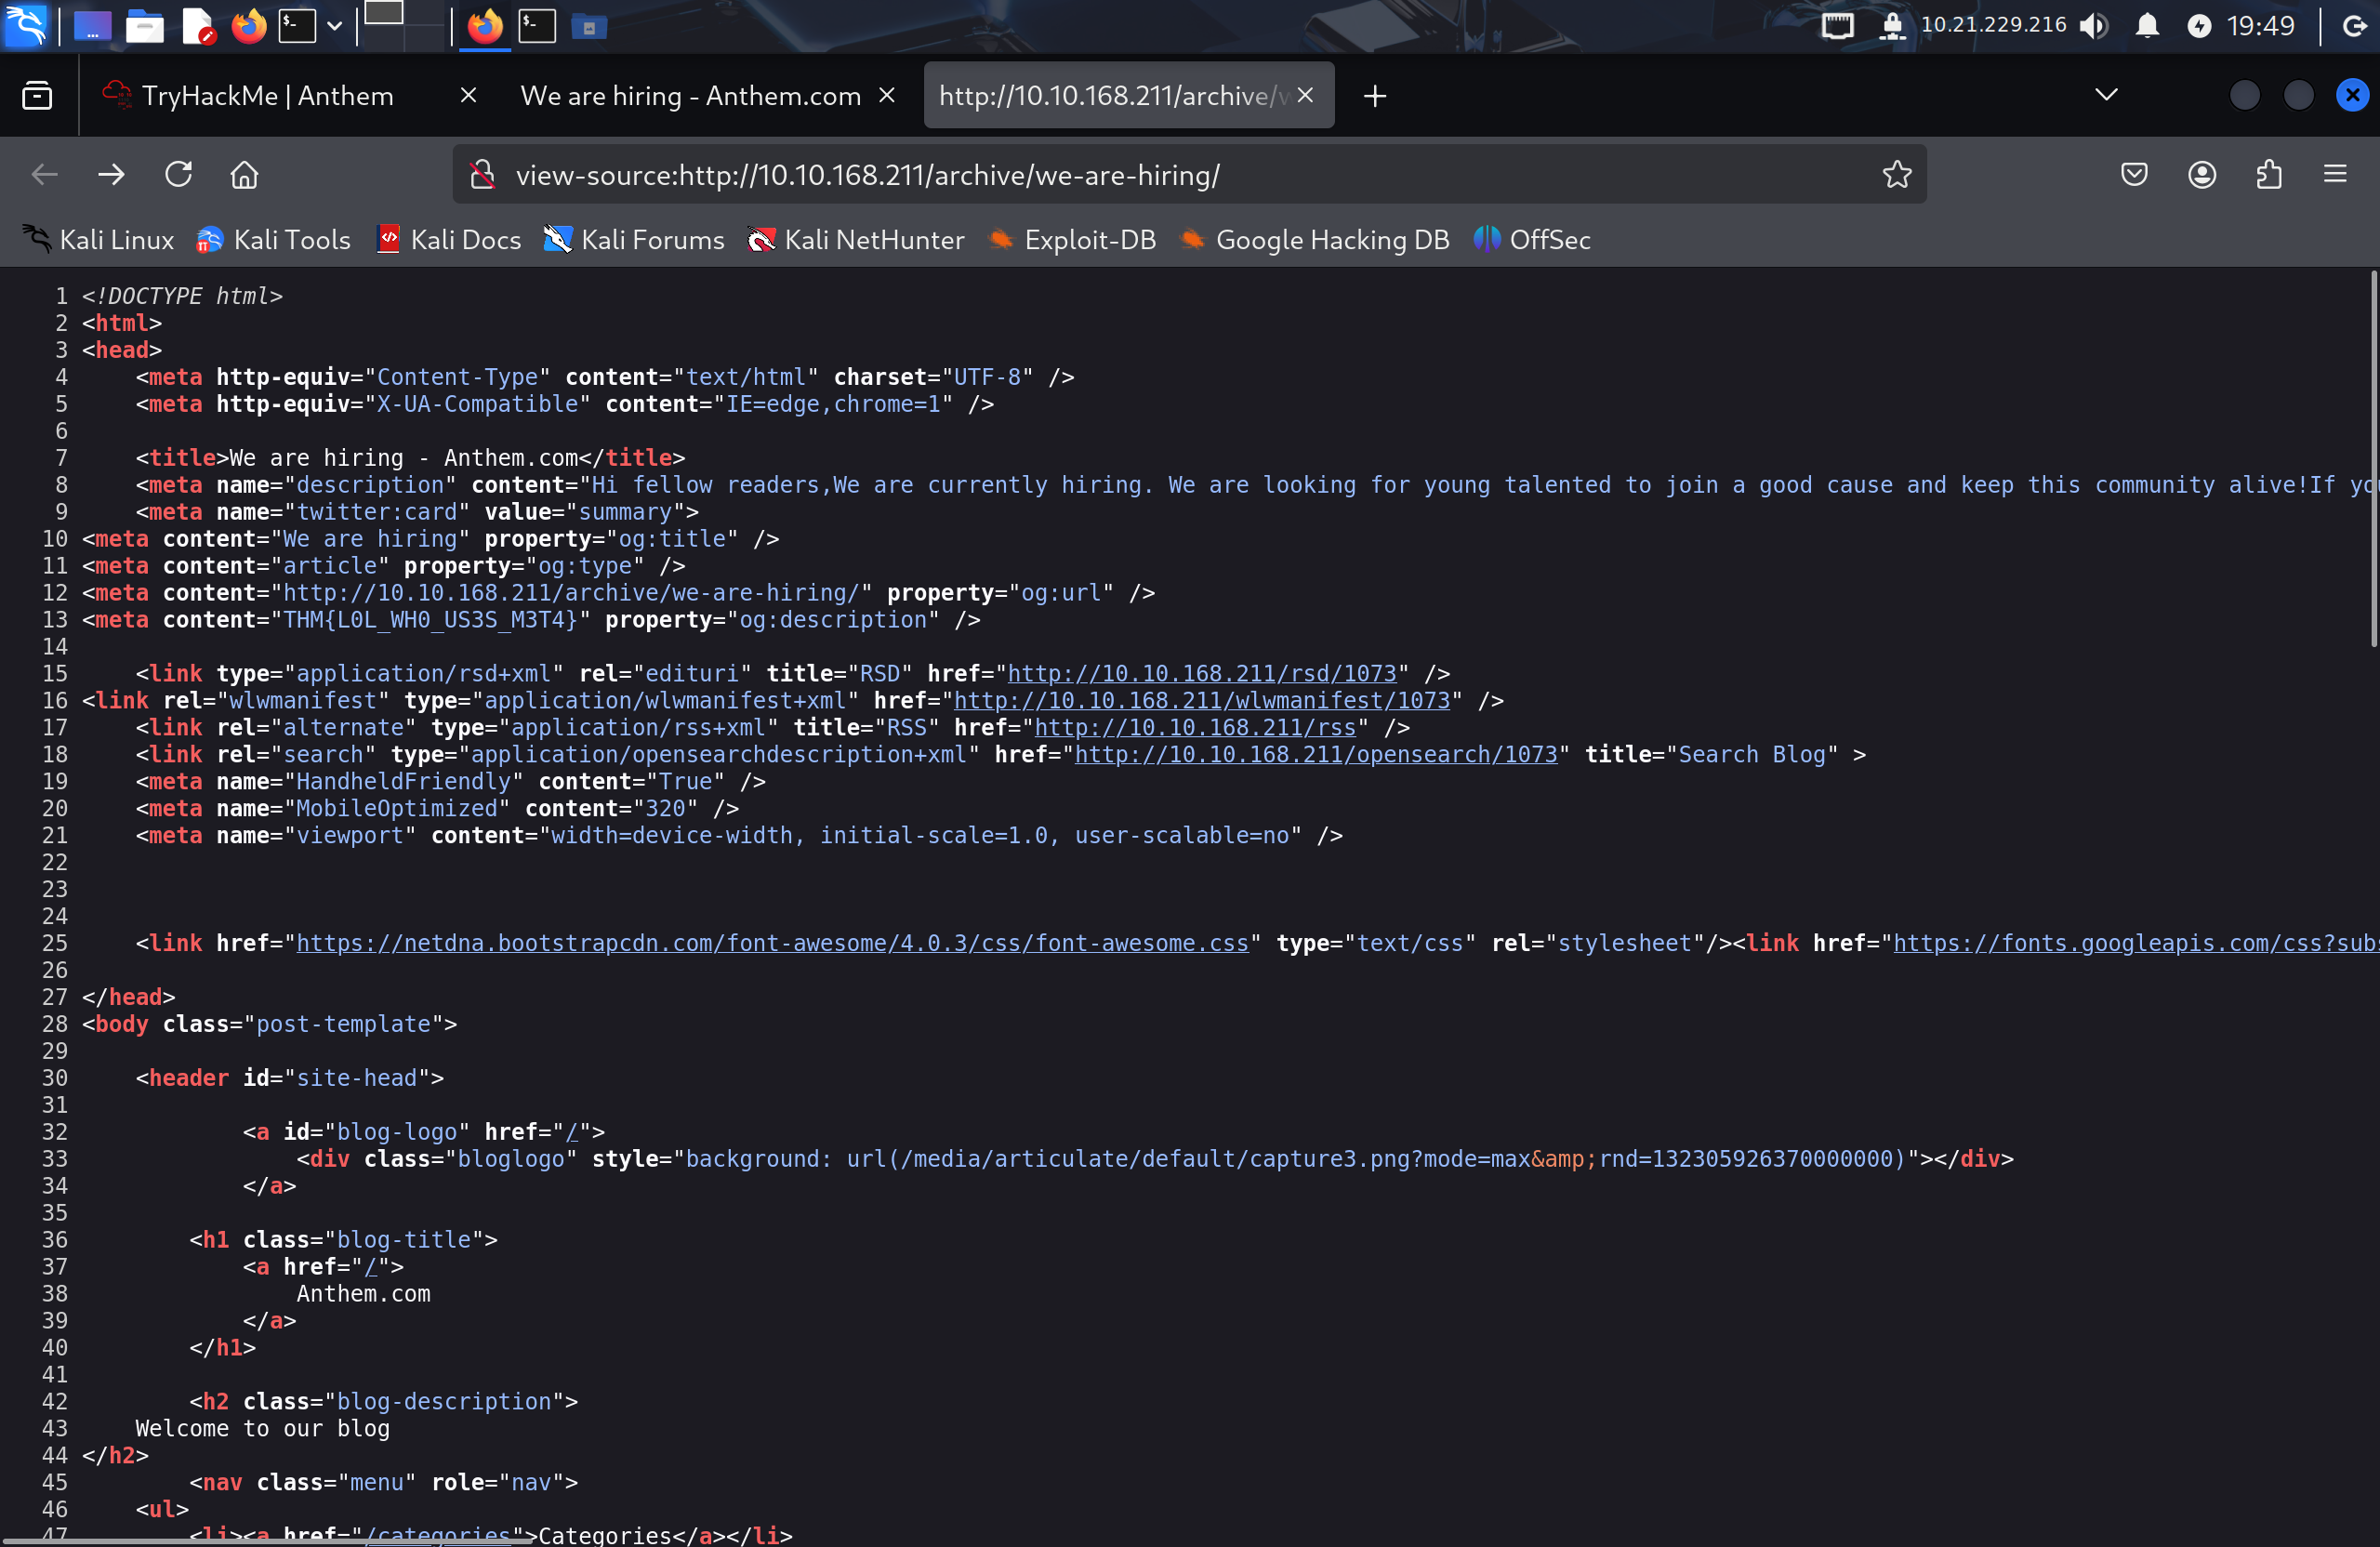 10.21.229.216 19:49
TryHackMe | Anthem
We are hiring - Anthem.com
http://10.10.168.211/archive/w
view-source:http://10.10.168.211/archive/we-are-hiring/
Kali Linux Kali Tools Kali Docs Kali Forums Kali NetHunter Exploit-DB Google Hacking DB OffSec
1 <!DOCTYPE html>
2 <html>
3 <head>
4     <meta http-equiv="Content-Type" content="text/html" charset="UTF-8" />
5     <meta http-equiv="X-UA-Compatible" content="IE=edge,chrome=1" />
6
7     <title>We are hiring - Anthem.com</title>
8     <meta name="description" content="Hi fellow readers,We are currently hiring. We are looking for young talented to join a good cause and keep this community alive!If you
9     <meta name="twitter:card" value="summary">
10 <meta content="We are hiring" property="og:title" />
11 <meta content="article" property="og:type" />
12 <meta content="http://10.10.168.211/archive/we-are-hiring/" property="og:url" />
13 <meta content="THM{L0L_WH0_US3S_M3T4}" property="og:description" />
14
15     <link type="application/rsd+xml" rel="edituri" title="RSD" href="http://10.10.168.211/rsd/1073" />
16 <link rel="wlwmanifest" type="application/wlwmanifest+xml" href="http://10.10.168.211/wlwmanifest/1073" />
17     <link rel="alternate" type="application/rss+xml" title="RSS" href="http://10.10.168.211/rss" />
18     <link rel="search" type="application/opensearchdescription+xml" href="http://10.10.168.211/opensearch/1073" title="Search Blog" >
19     <meta name="HandheldFriendly" content="True" />
20     <meta name="MobileOptimized" content="320" />
21     <meta name="viewport" content="width=device-width, initial-scale=1.0, user-scalable=no" />
22
23
24
25     <link href="https://netdna.bootstrapcdn.com/font-awesome/4.0.3/css/font-awesome.css" type="text/css" rel="stylesheet"/><link href="https://fonts.googleapis.com/css?subs
26
27 </head>
28 <body class="post-template">
29
30     <header id="site-head">
31
32             <a id="blog-logo" href="/">
33                 <div class="bloglogo" style="background: url(/media/articulate/default/capture3.png?mode=max&amp;rnd=132305926370000000)"></div>
34             </a>
35
36         <h1 class="blog-title">
37             <a href="/">
38                 Anthem.com
39             </a>
40         </h1>
41
42         <h2 class="blog-description">
43     Welcome to our blog
44 </h2>
45         <nav class="menu" role="nav">
46     <ul>
47         <li><a href="/categories">Categories</a></li>